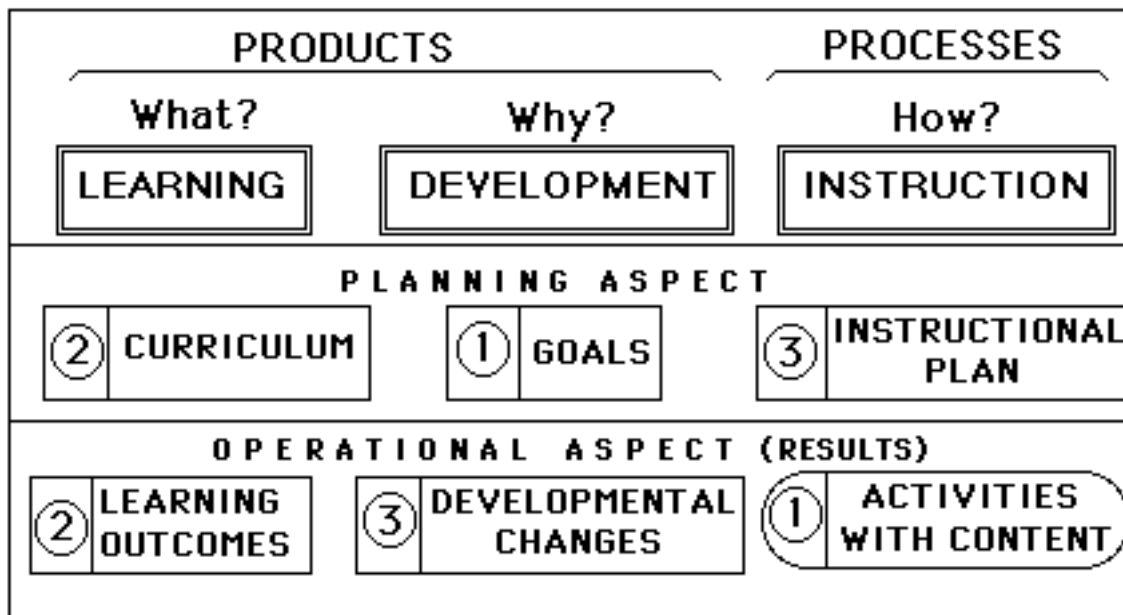 PRODUCTS PROCESSES
What? Why? How?
LEARNING DEVELOPMENT INSTRUCTION
PLANNING ASPECT
2 CURRICULUM 1 GOALS 3 INSTRUCTIONAL
PLAN
OPERATIONAL ASPECT (RESULTS)
2 LEARNING
OUTCOMES
3 DEVELOPMENTAL
CHANGES
1 ACTIVITIES
WITH CONTENT